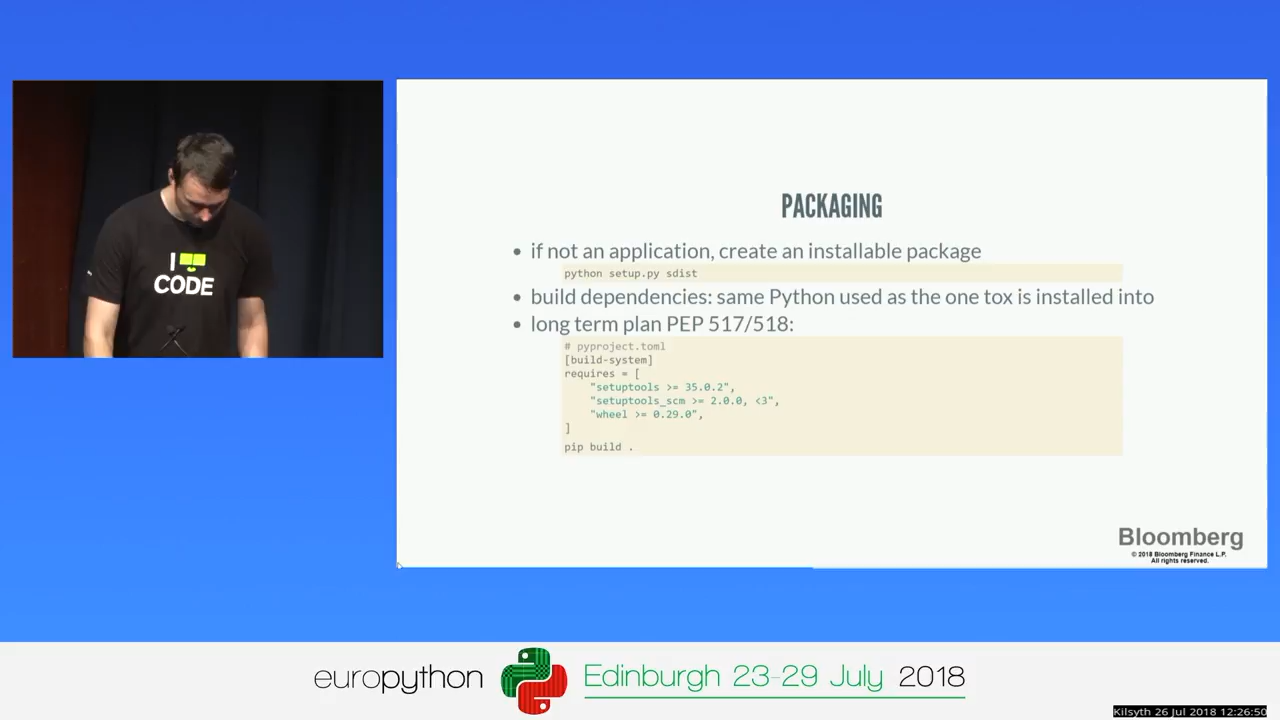 I
CODE
PACKAGING
• if not an application, create an installable package
python setup.py sdist
• build dependencies: same Python used as the one tox is installed into
• long term plan PEP 517/518:
# pyproject.toml
[build-system]
requires = [
    "setuptools >= 35.0.2",
    "setuptools_scm >= 2.0.0, <3",
    "wheel >= 0.29.0",
]
pip build .
Bloomberg
© 2018 Bloomberg Finance L.P.
All rights reserved.
europython Edinburgh 23-29 July 2018
Kilsyth 26 Jul 2018 12:26:50